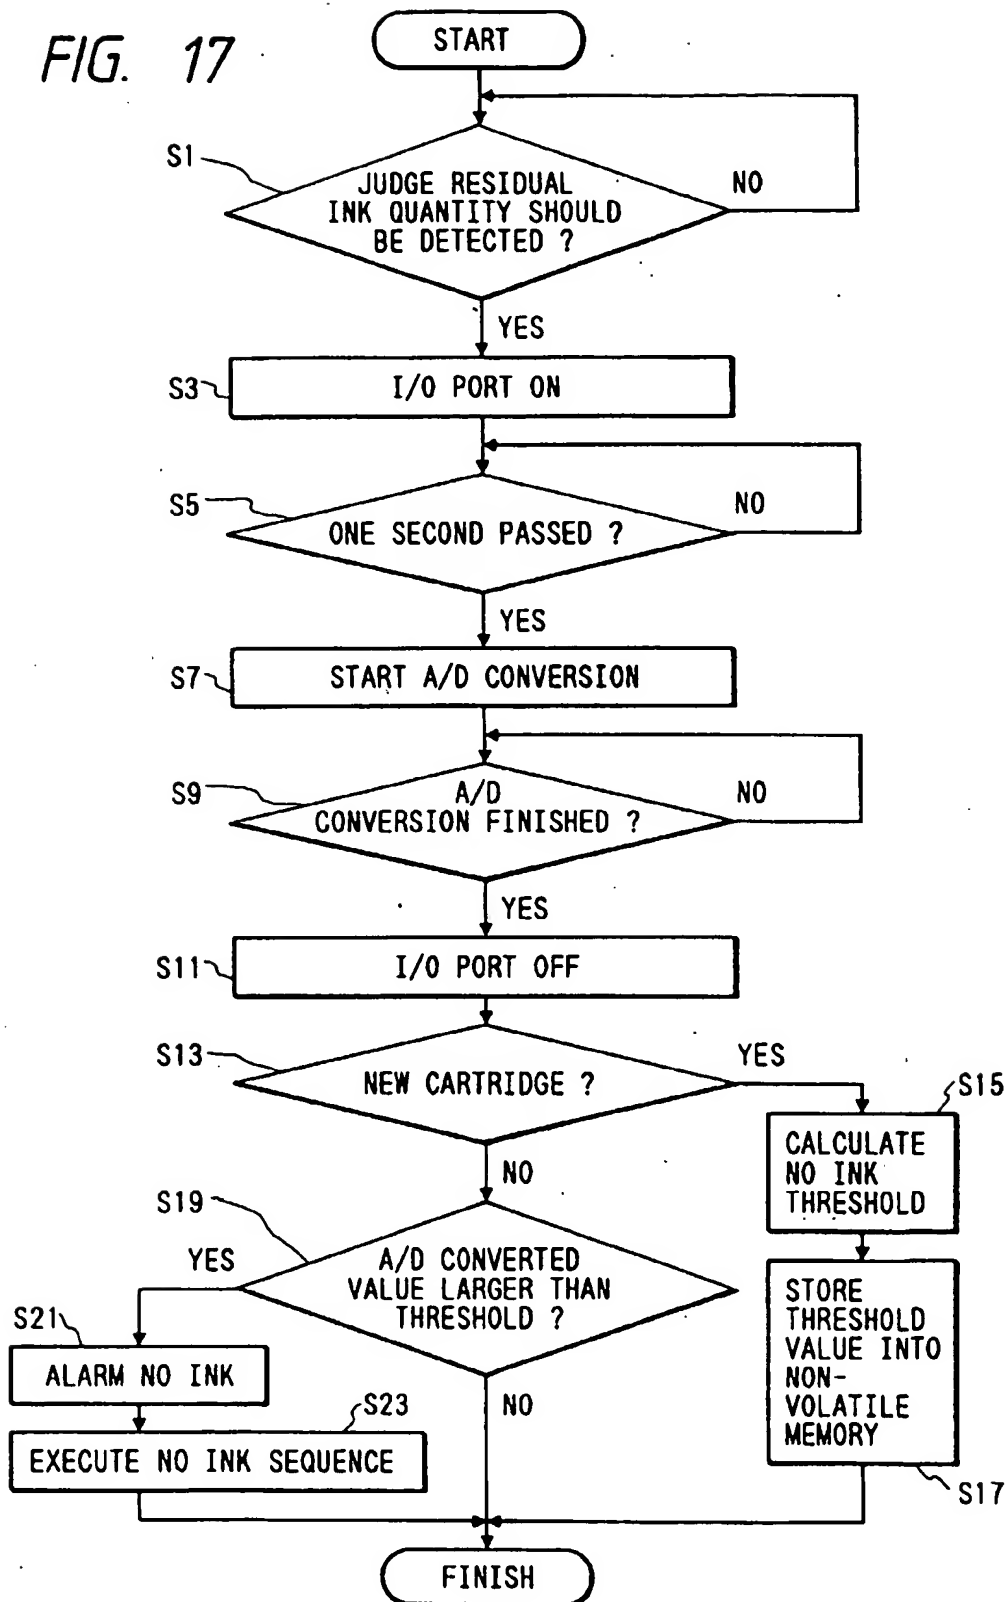 FIG. 17
START
S1
JUDGE RESIDUAL
INK QUANTITY SHOULD
BE DETECTED ?
NO
YES
S3
I/O PORT ON
S5
ONE SECOND PASSED ?
NO
YES
S7
START A/D CONVERSION
S9
A/D
CONVERSION FINISHED ?
NO
YES
S11
I/O PORT OFF
S13
NEW CARTRIDGE ?
YES
NO
S15
CALCULATE
NO INK
THRESHOLD
S19
A/D CONVERTED
VALUE LARGER THAN
THRESHOLD ?
YES
NO
STORE
THRESHOLD
VALUE INTO
NON-
VOLATILE
MEMORY
S17
S21
ALARM NO INK
S23
EXECUTE NO INK SEQUENCE
FINISH